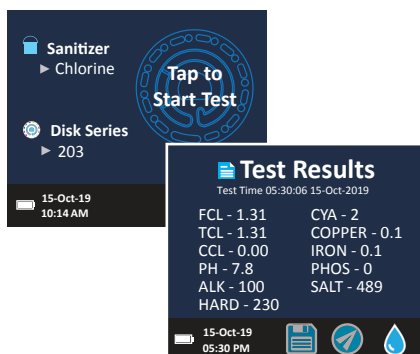 Sanitizer
▶ Chlorine
Tap to
Start Test
Disk Series
▶ 203
15-Oct-19
10:14 AM
Test Results
Test Time 05:30:06 15-Oct-2019
FCL - 1.31
TCL - 1.31
CCL - 0.00
PH - 7.8
ALK - 100
HARD - 230
CYA - 2
COPPER - 0.1
IRON - 0.1
PHOS - 0
SALT - 489
15-Oct-19
05:30 PM